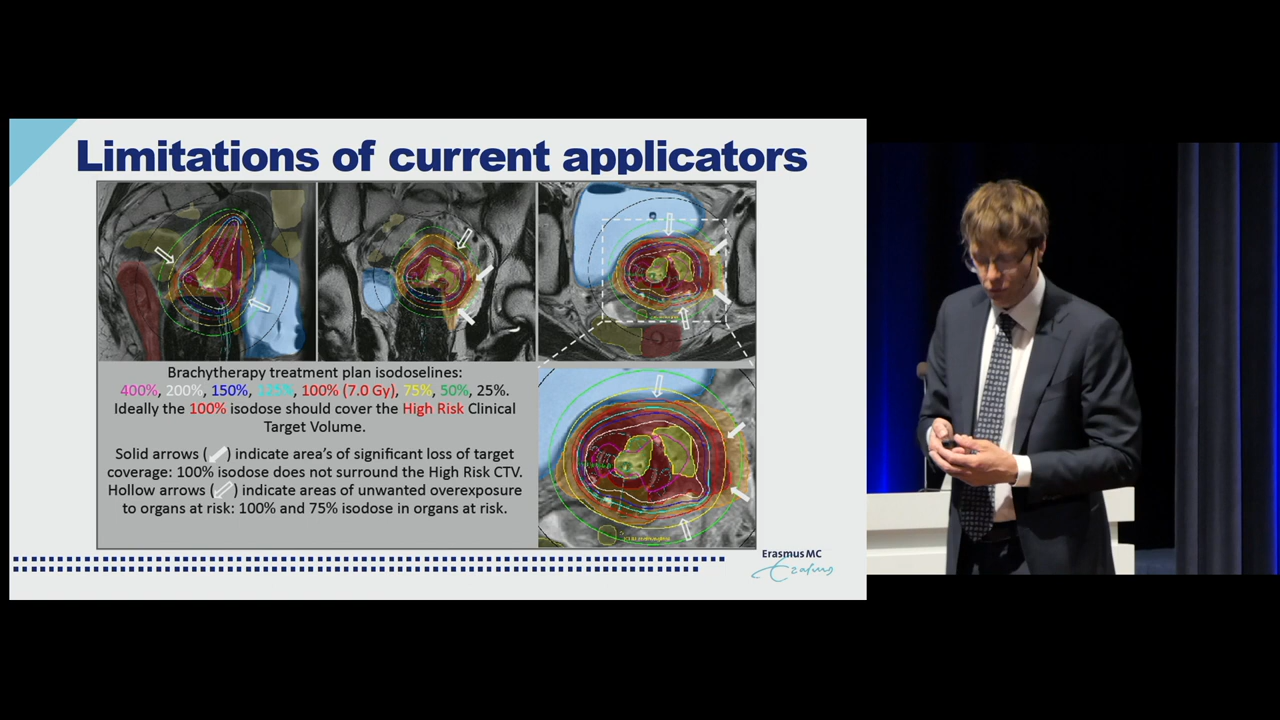 Limitations of current applicators
Brachytherapy treatment plan isodoselines:
400%, 200%, 150%, 125%, 100% (7.0 Gy), 75%, 50%, 25%.
Ideally the 100% isodose should cover the High Risk Clinical
Target Volume.
Solid arrows ( ) indicate area's of significant loss of target
coverage: 100% isodose does not surround the High Risk CTV.
Hollow arrows ( ) indicate areas of unwanted overexposure
to organs at risk: 100% and 75% isodose in organs at risk.
Erasmus MC
Erasmus